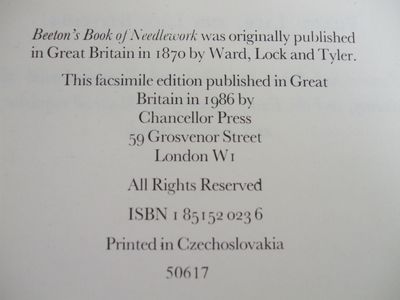 Beeton's Book of Needlework was originally published
in Great Britain in 1870 by Ward, Lock and Tyler.
This facsimile edition published in Great
Britain in 1986 by
Chancellor Press
59 Grosvenor Street
London W1
All Rights Reserved
ISBN 1 85152 023 6
Printed in Czechoslovakia
50617